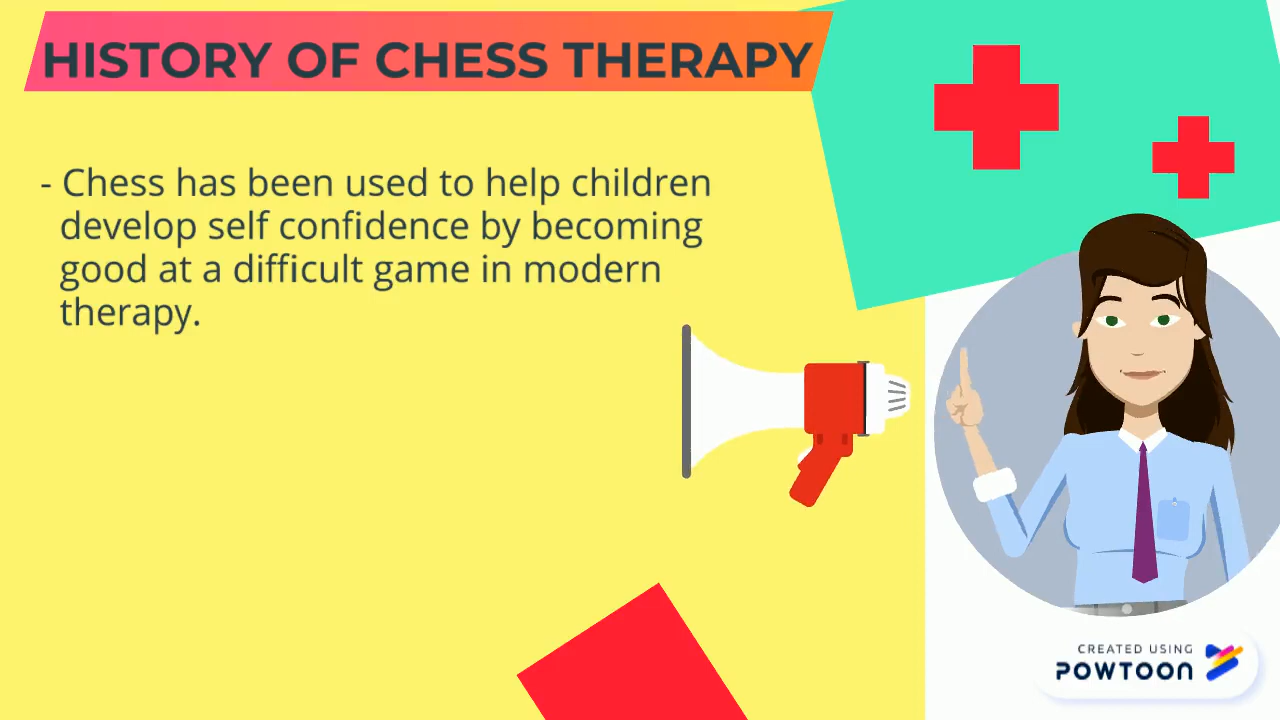 HISTORY OF CHESS THERAPY
- Chess has been used to help children
develop self confidence by becoming
good at a difficult game in modern
therapy.
CREATED USING
POWTOON